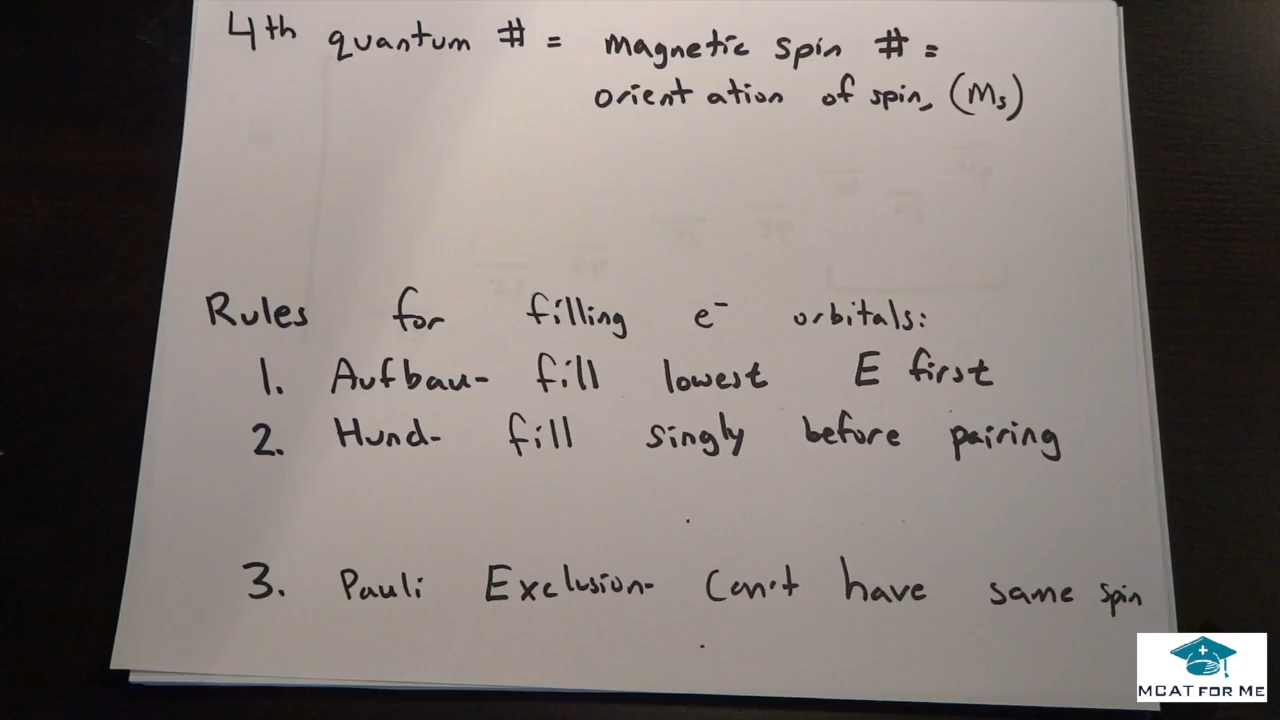 4th quantum # = magnetic spin # =
orientation of spin, (Ms)
Rules for filling e⁻ orbitals:
1. Aufbau- fill lowest E first
2. Hund- fill singly before pairing
3. Pauli Exclusion- Can't have same spin
MCAT FOR ME